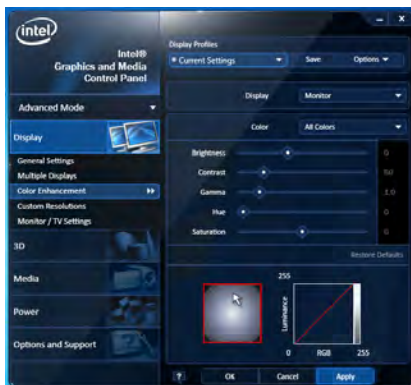 intel
Intel®
Graphics and Media
Control Panel
Advanced Mode
Display
General Settings
Multiple Displays
Color Enhancement
Custom Resolutions
Monitor / TV Settings
3D
Media
Power
Options and Support
Display Profiles
* Current Settings
Save
Options
Display
Monitor
Color
All Colors
Brightness
0
Contrast
50
Gamma
1.0
Hue
0
Saturation
0
Restore Defaults
255
Luminance
0
RGB
255
?
OK
Cancel
Apply